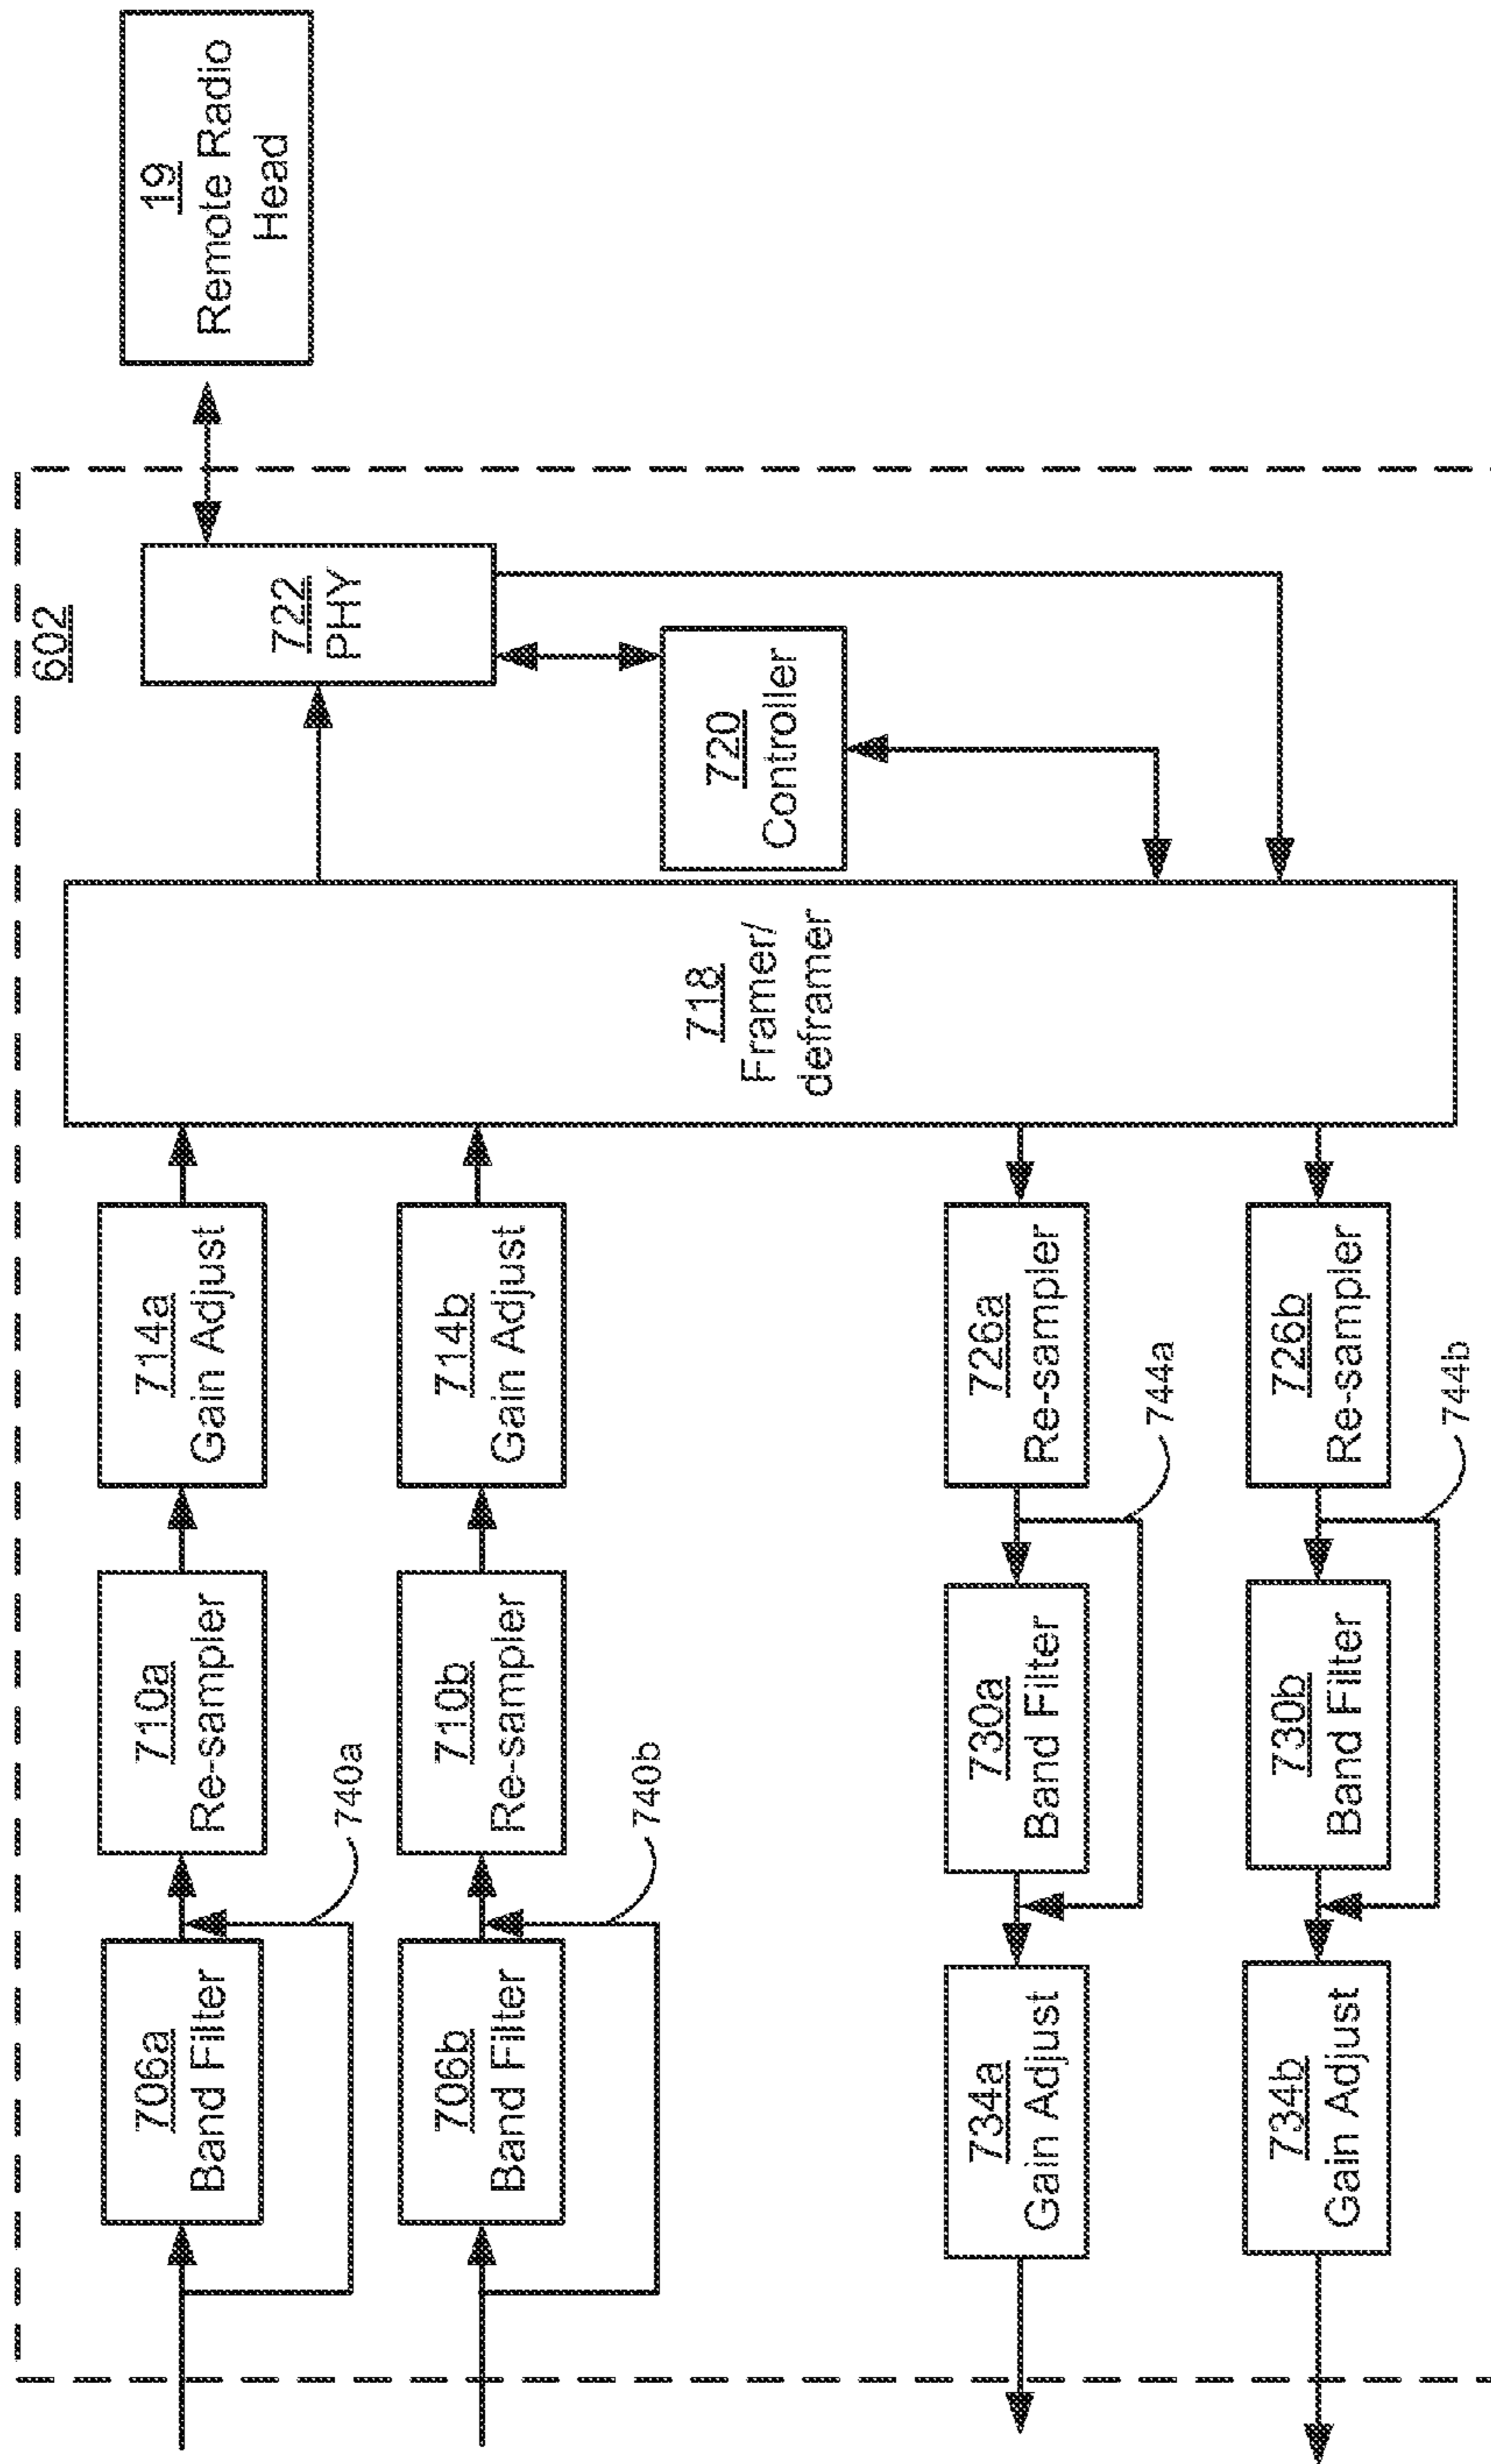 602
19
Remote Radio
Head
722
PHY
720
Controller
718
Framer/
deframer
706a
Band Filter
710a
Re-sampler
714a
Gain Adjust
740a
706b
Band Filter
710b
Re-sampler
714b
Gain Adjust
740b
734a
Gain Adjust
730a
Band Filter
726a
Re-sampler
744a
734b
Gain Adjust
730b
Band Filter
726b
Re-sampler
744b